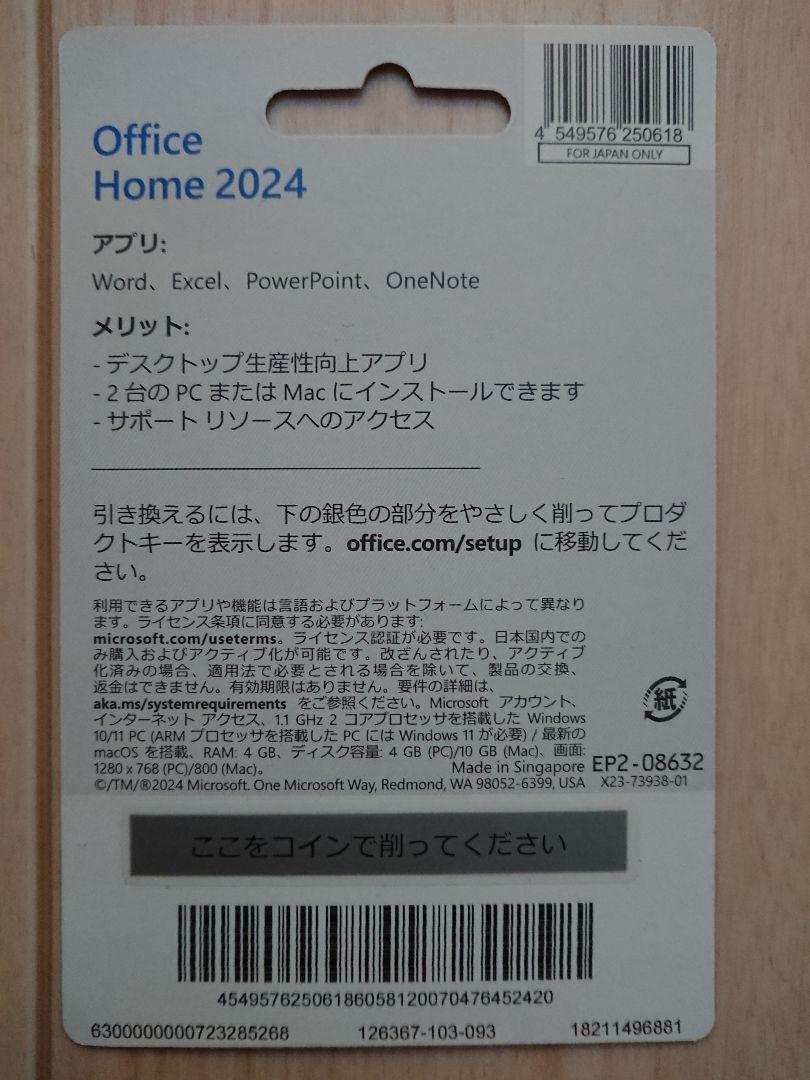 4 549576 250618
FOR JAPAN ONLY
Office
Home 2024
アプリ:
Word、Excel、PowerPoint、OneNote
メリット:
- デスクトップ生産性向上アプリ
- 2 台の PC または Mac にインストールできます
- サポート リソースへのアクセス
引き換えるには、下の銀色の部分をやさしく削ってプロダ
クトキーを表示します。office.com/setup に移動してくだ
さい。
利用できるアプリや機能は言語およびプラットフォームによって異なり
ます。ライセンス条項に同意する必要があります:
microsoft.com/useterms。ライセンス認証が必要です。日本国内での
み購入およびアクティブ化が可能です。改ざんされたり、アクティブ
化済みの場合、適用法で必要とされる場合を除いて、製品の交換、
返金はできません。有効期限はありません。要件の詳細は、
aka.ms/systemrequirements をご参照ください。Microsoft アカウント、
インターネット アクセス、1.1 GHz 2 コアプロセッサを搭載した Windows
10/11 PC (ARM プロセッサを搭載した PC には Windows 11 が必要) / 最新の
macOS を搭載、RAM: 4 GB、ディスク容量: 4 GB (PC)/10 GB (Mac)、画面:
1280 x 768 (PC)/800 (Mac)。 Made in Singapore
©/TM/®2024 Microsoft. One Microsoft Way, Redmond, WA 98052-6399, USA
紙
EP2-08632
X23-73938-01
ここをコインで削ってください
4549576250618605812007047645​2420
6300000000723285268 126367-103-093 18211496881